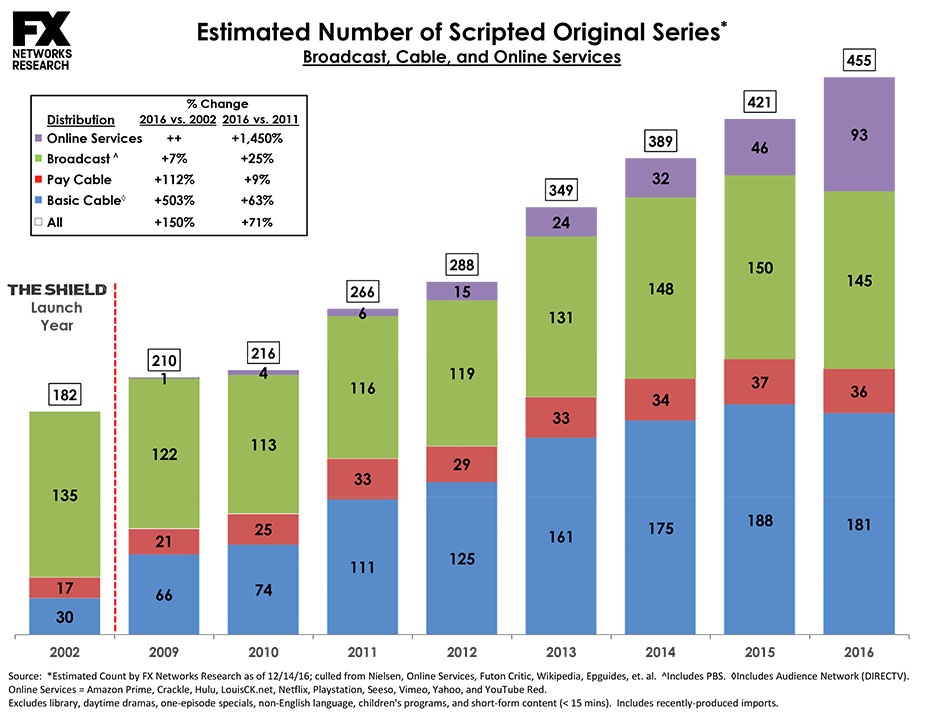 FX
NETWORKS
RESEARCH
Estimated Number of Scripted Original Series*
Broadcast, Cable, and Online Services
% Change
Distribution 2016 vs. 2002 2016 vs. 2011
Online Services ++ +1,450%
Broadcast ^ +7% +25%
Pay Cable +112% +9%
Basic Cable◊ +503% +63%
All +150% +71%
THE SHIELD
Launch
Year
182
135
17
30
210
1
122
21
66
216
4
113
25
74
266
6
116
33
111
288
15
119
29
125
349
24
131
33
161
389
32
148
34
175
421
46
150
37
188
455
93
145
36
181
2002 2009 2010 2011 2012 2013 2014 2015 2016
Source: *Estimated Count by FX Networks Research as of 12/14/16; culled from Nielsen, Online Services, Futon Critic, Wikipedia, Epguides, et. al. ^Includes PBS. ◊Includes Audience Network (DIRECTV).
Online Services = Amazon Prime, Crackle, Hulu, LouisCK.net, Netflix, Playstation, Seeso, Vimeo, Yahoo, and YouTube Red.
Excludes library, daytime dramas, one-episode specials, non-English language, children's programs, and short-form content (< 15 mins). Includes recently-produced imports.